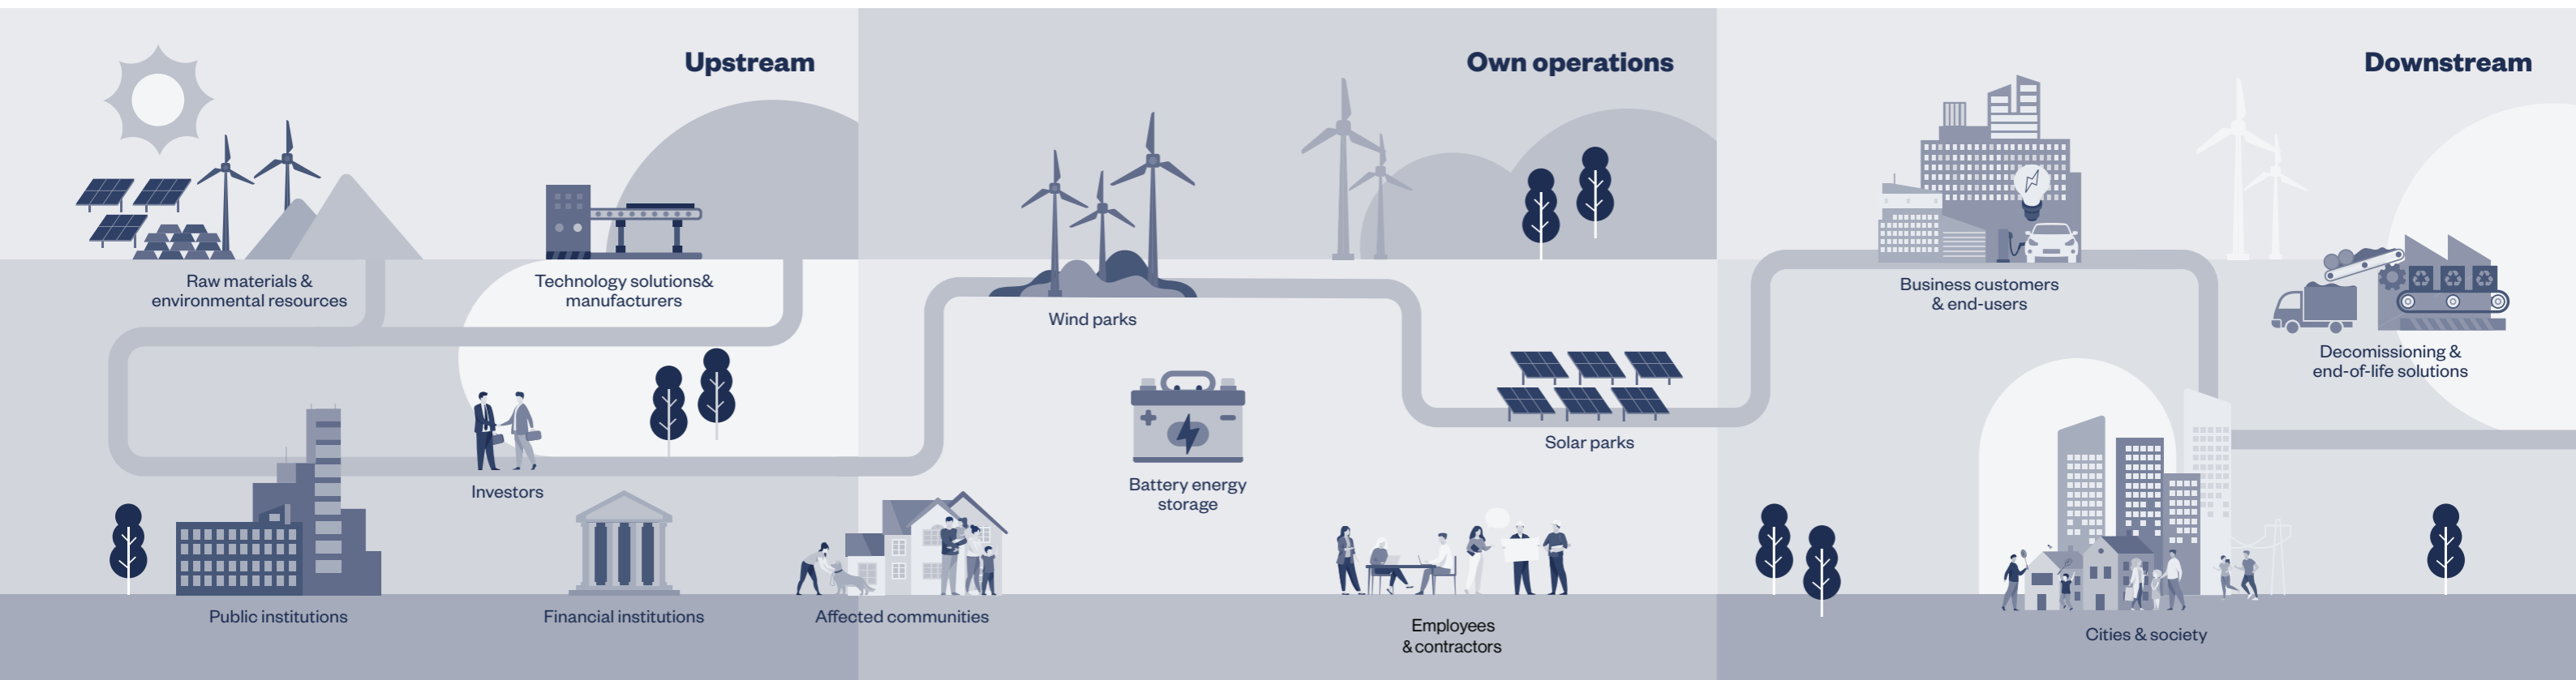 Upstream
Raw materials &
environmental resources
Technology solutions&
manufacturers
Investors
Public institutions
Financial institutions
Affected communities
Own operations
Wind parks
Battery energy
storage
Solar parks
Employees
& contractors
Downstream
Business customers
& end-users
Decomissioning &
end-of-life solutions
Cities & society